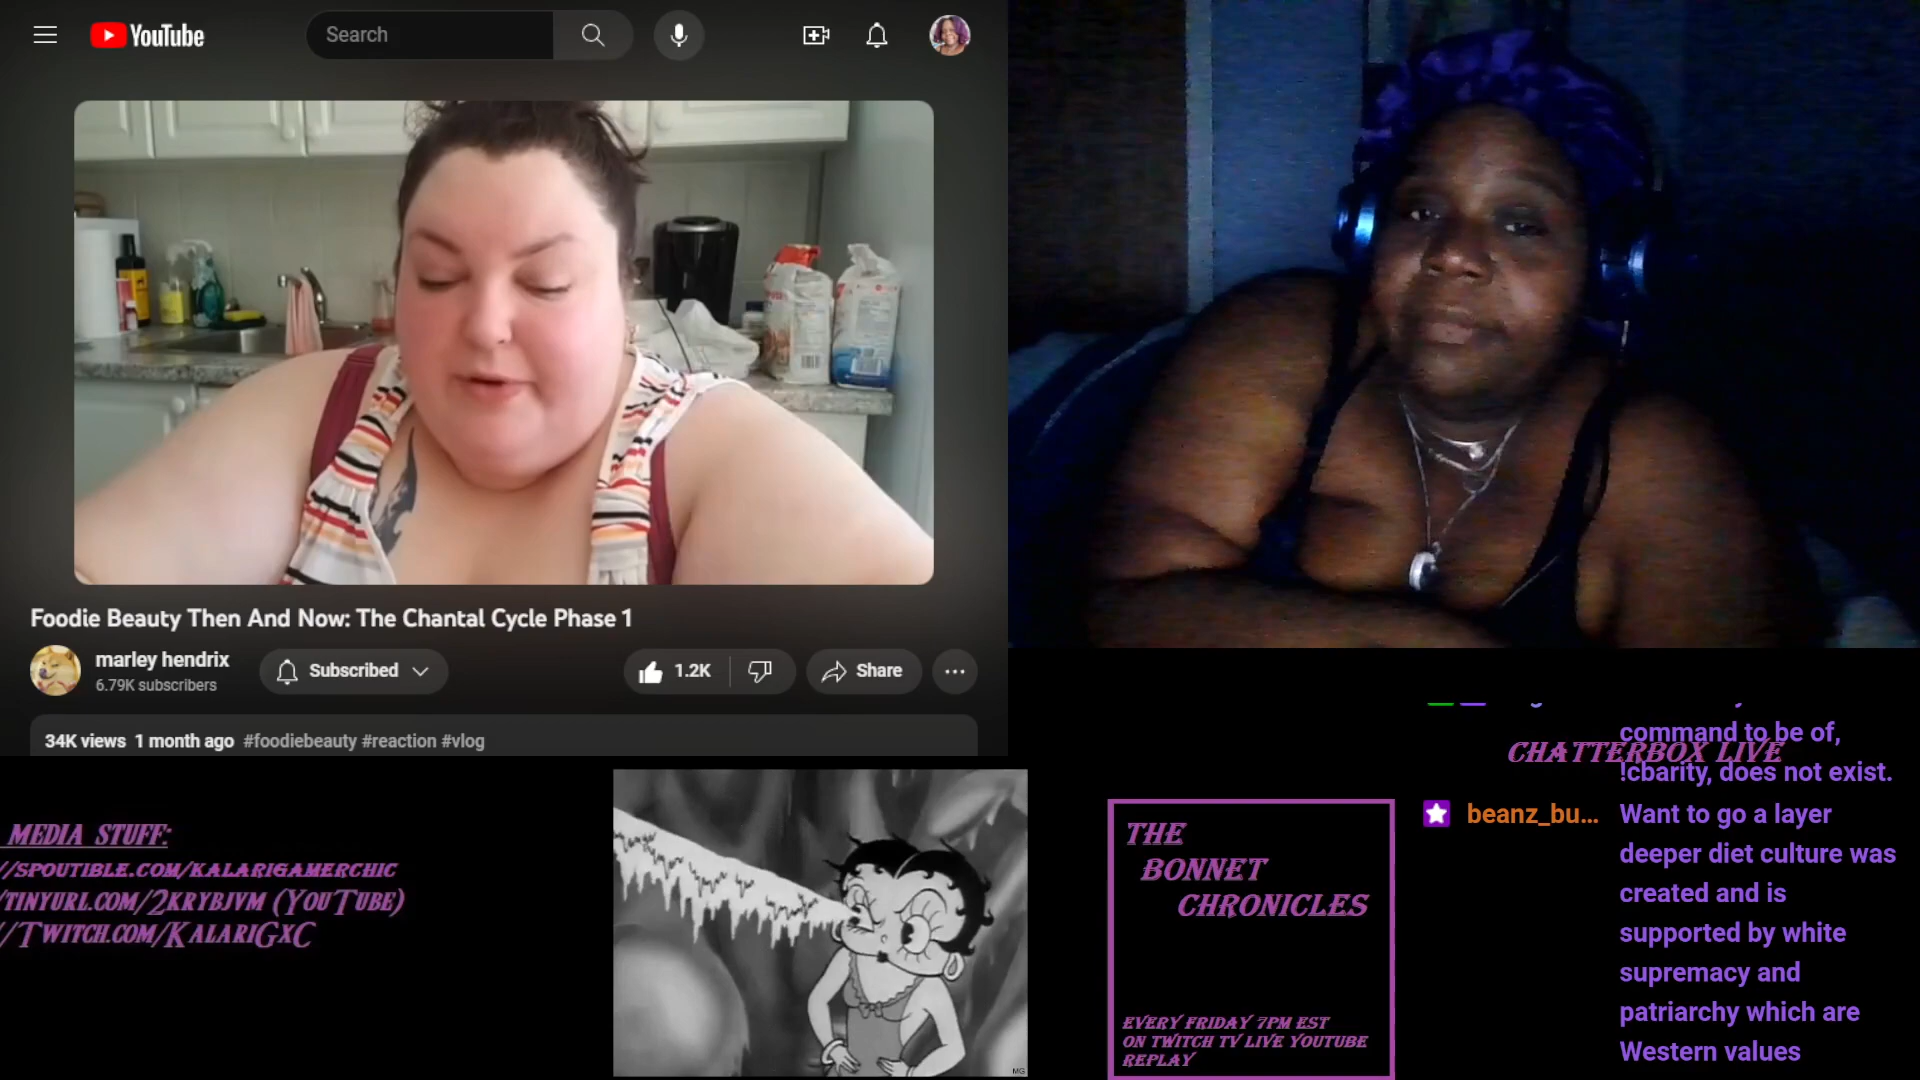 YouTube
Search
Foodie Beauty Then And Now: The Chantal Cycle Phase 1
marley hendrix
6.79K subscribers
Subscribed
1.2K
Share
34K views 1 month ago #foodiebeauty #reaction #vlog
MEDIA STUFF:
//SPOUTIBLE.COM/KALARIGAMERCHIC
/TINYURL.COM/2KRYBJVM (YOUTUBE)
//TWITCH.COM/KALARIGXC
MG
THE
BONNET
CHRONICLES
EVERY FRIDAY 7PM EST
ON TWITCH TV LIVE YOUTUBE
REPLAY
CHATTERBOX LIVE
command to be of,
!cbarity, does not exist.
beanz_bu... Want to go a layer
deeper diet culture was
created and is
supported by white
supremacy and
patriarchy which are
Western values